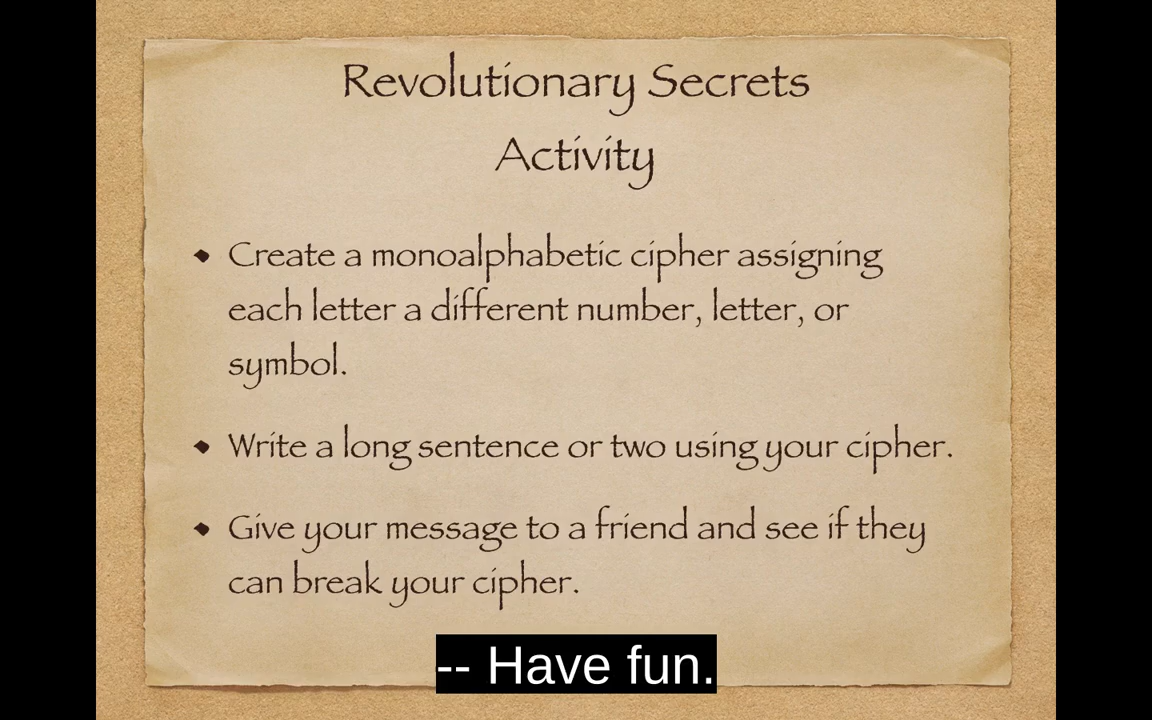 Revolutionary Secrets
Activity
• Create a monoalphabetic cipher assigning
each letter a different number, letter, or
symbol.
• Write a long sentence or two using your cipher.
• Give your message to a friend and see if they
can break your cipher.
-- Have fun.